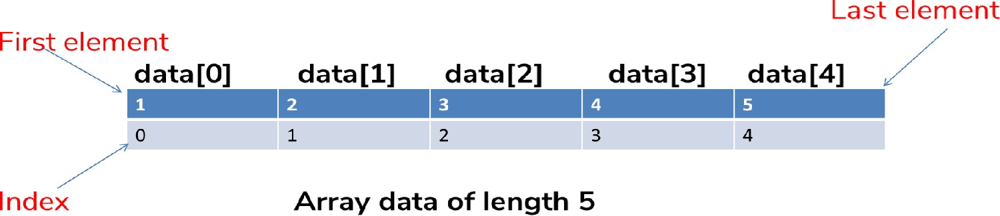 Last element
First element
data[0] data[1] data[2] data[3] data[4]
1 2 3 4 5
0 1 2 3 4
Index
Array data of length 5